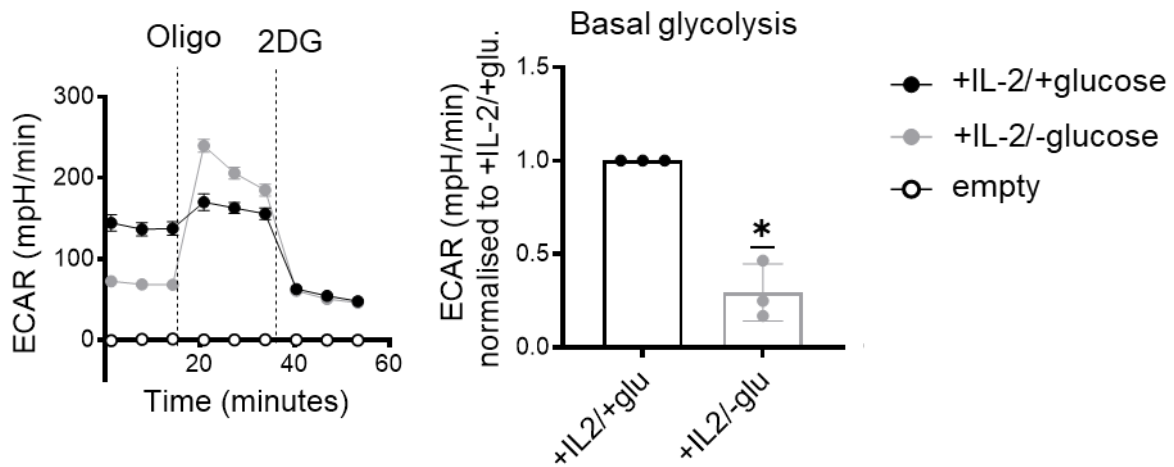 Oligo 2DG
ECAR (mpH/min)
300
200
100
0
20 40 60
Time (minutes)
Basal glycolysis
ECAR (mpH/min)
normalised to +IL-2/+glu.
1.5
1.0
0.5
0.0
*
+IL2/+glu
+IL2/-glu
+IL-2/+glucose
+IL-2/-glucose
empty